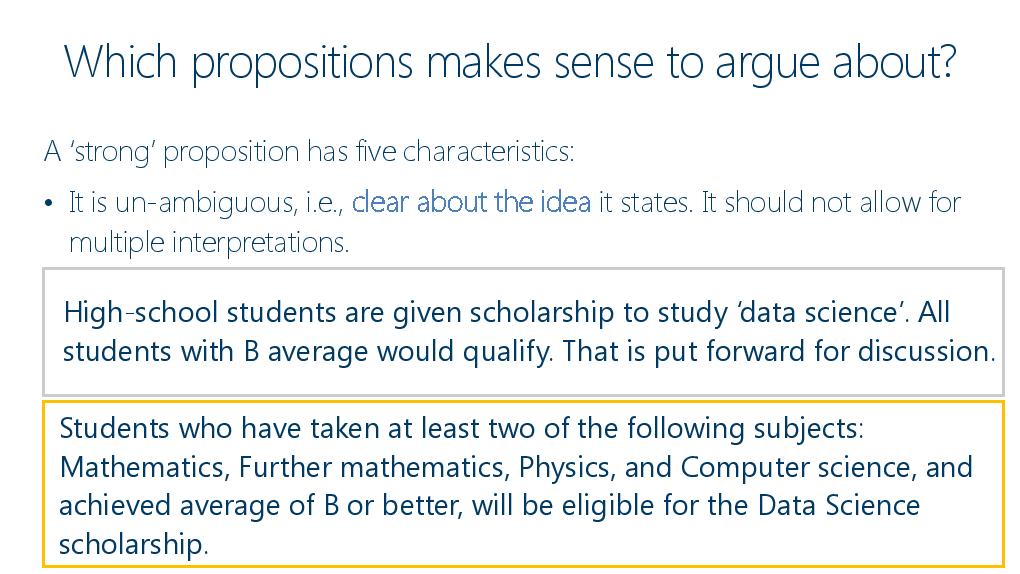 Which propositions makes sense to argue about?
A ‘strong’ proposition has five characteristics:
• It is un-ambiguous, i.e., clear about the idea it states. It should not allow for
multiple interpretations.
High-school students are given scholarship to study ‘data science’. All
students with B average would qualify. That is put forward for discussion.
Students who have taken at least two of the following subjects:
Mathematics, Further mathematics, Physics, and Computer science, and
achieved average of B or better, will be eligible for the Data Science
scholarship.